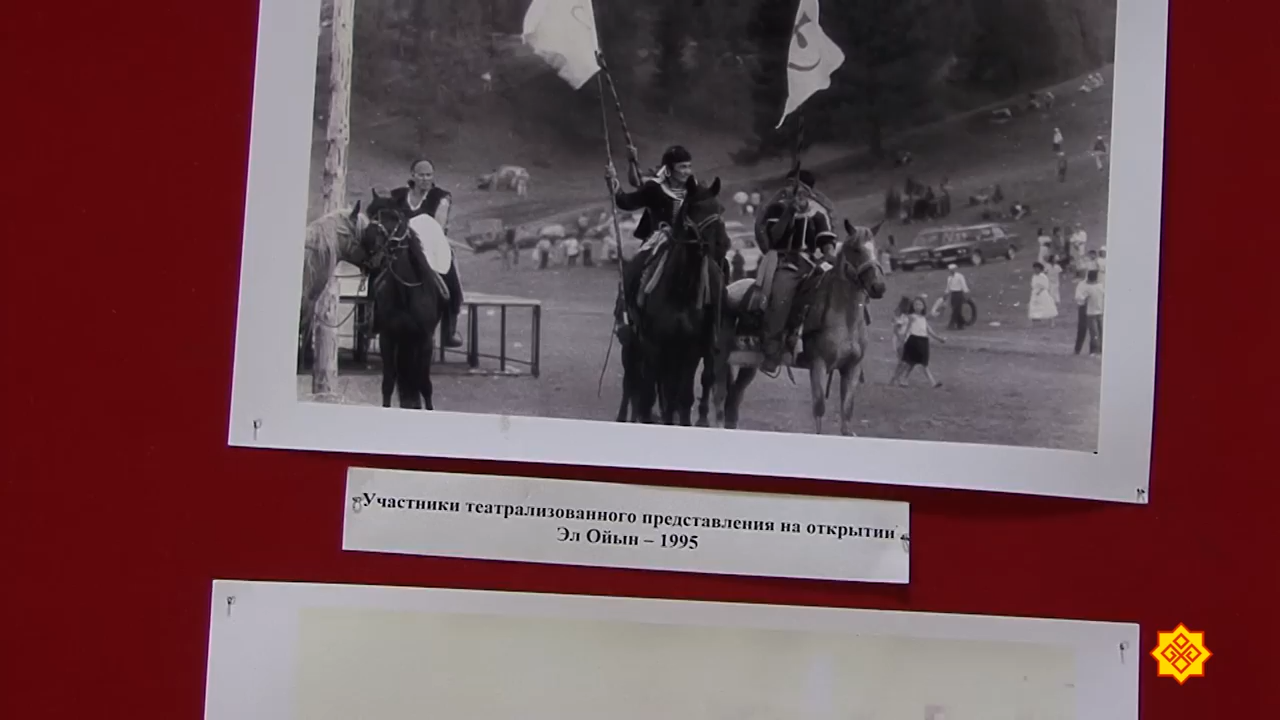 Участники театрализованного представления на открытии
Эл Ойын – 1995